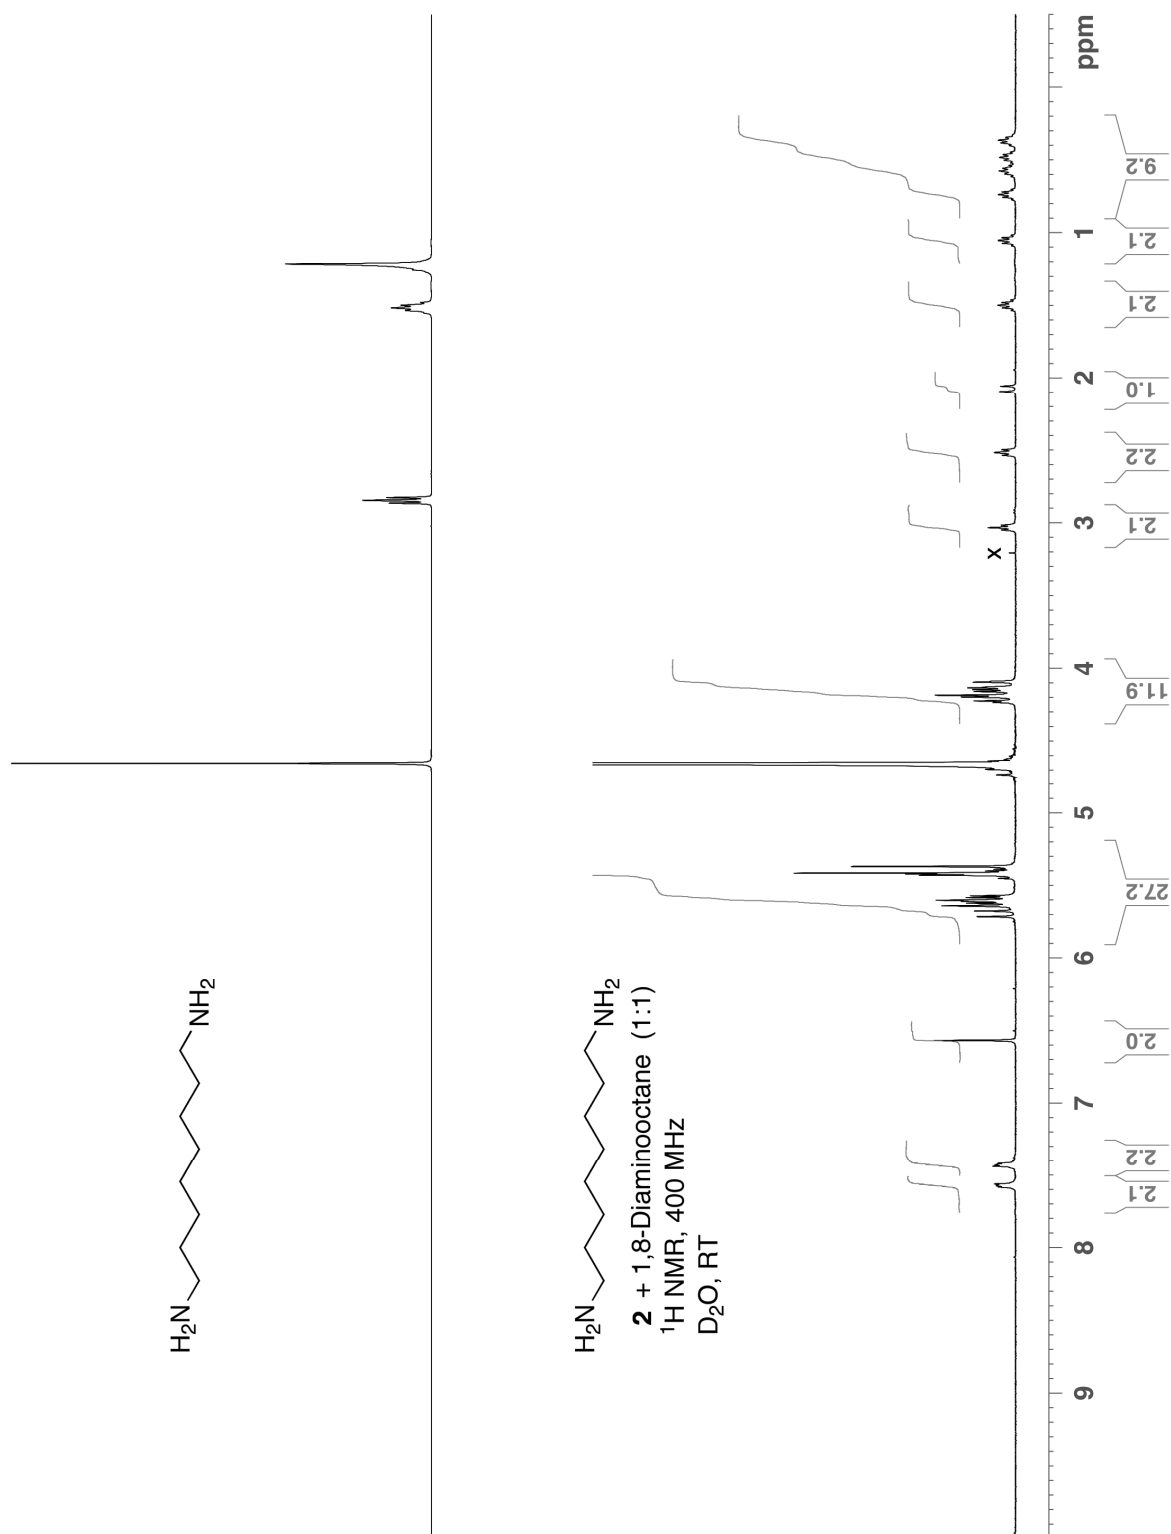 H2N
NH2
H2N
NH2
2 + 1,8-Diaminooctane (1:1)
1H NMR, 400 MHz
D2O, RT
x
9
8
7
6
5
4
3
2
1
ppm
2.1
2.2
2.0
27.2
11.9
2.1
2.2
1.0
2.1
2.1
9.2